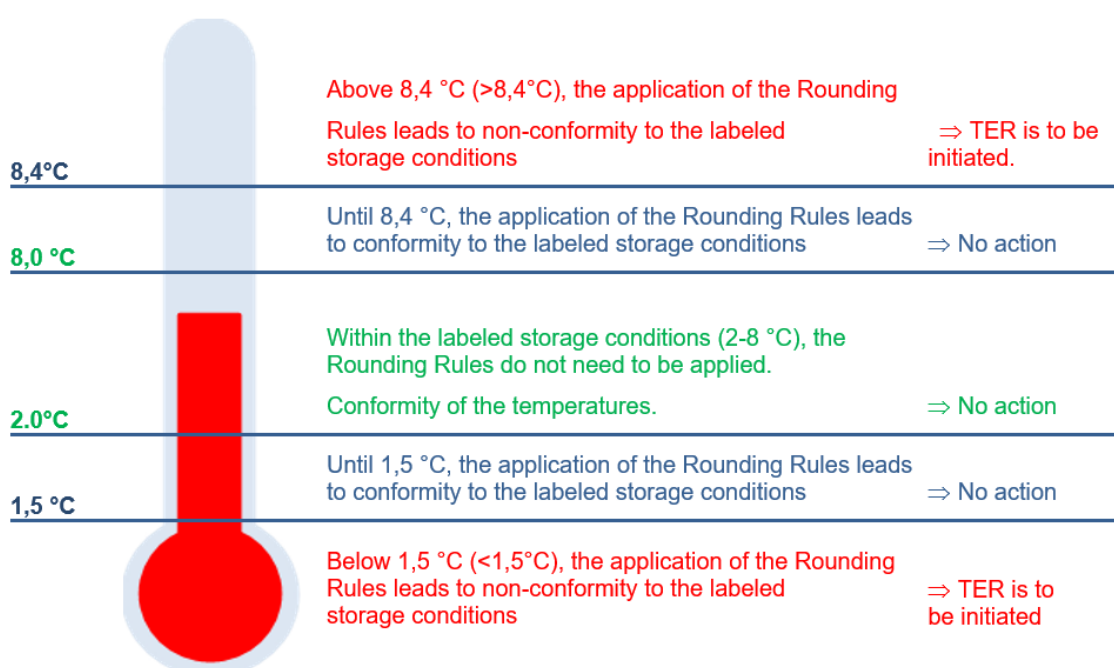 Above 8,4 °C (>8,4°C), the application of the Rounding
Rules leads to non-conformity to the labeled
storage conditions
⇒ TER is to be
initiated.
8,4°C
Until 8,4 °C, the application of the Rounding Rules leads
to conformity to the labeled storage conditions
⇒ No action
8,0 °C
Within the labeled storage conditions (2-8 °C), the
Rounding Rules do not need to be applied.
Conformity of the temperatures.
⇒ No action
2.0°C
Until 1,5 °C, the application of the Rounding Rules leads
to conformity to the labeled storage conditions
⇒ No action
1,5 °C
Below 1,5 °C (<1,5°C), the application of the Rounding
Rules leads to non-conformity to the labeled
storage conditions
⇒ TER is to
be initiated